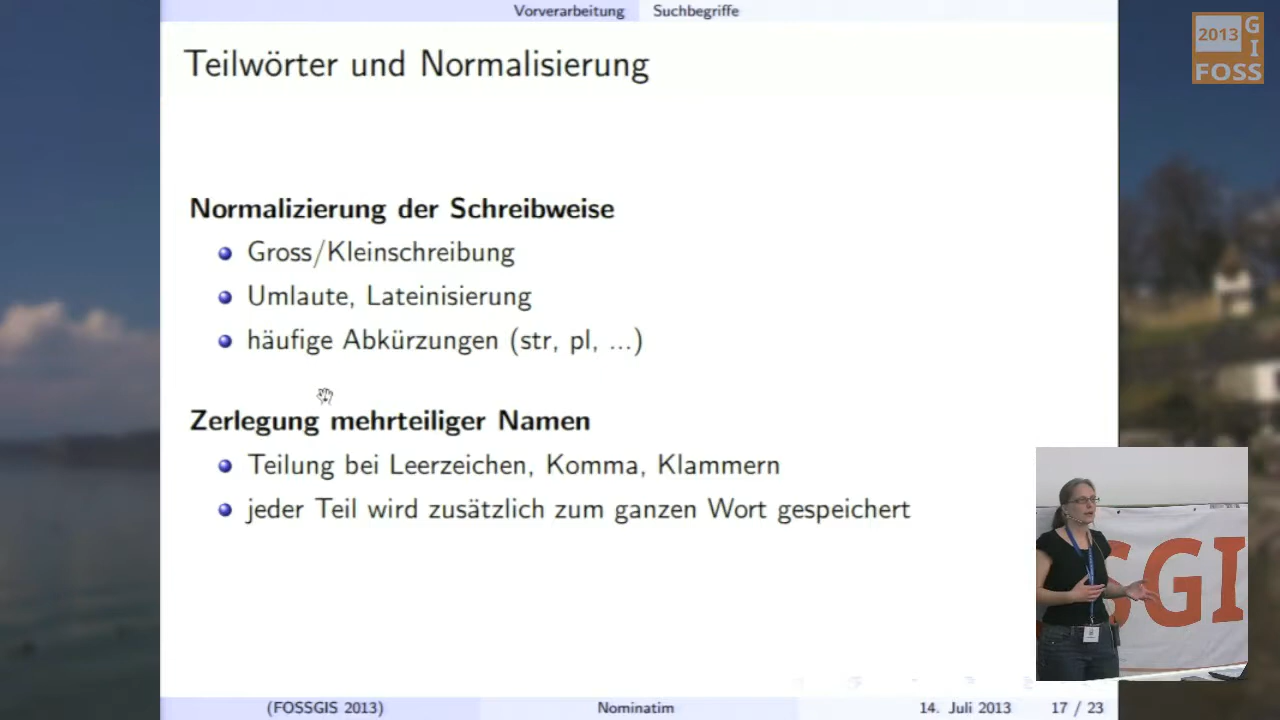 Vorverarbeitung Suchbegriffe
2013 GI
FOSS
Teilwörter und Normalisierung
Normalizierung der Schreibweise
Gross/Kleinschreibung
Umlaute, Lateinisierung
häufige Abkürzungen (str, pl, ...)
Zerlegung mehrteiliger Namen
Teilung bei Leerzeichen, Komma, Klammern
jeder Teil wird zusätzlich zum ganzen Wort gespeichert
SGI
(FOSSGIS 2013) Nominatim 14. Juli 2013 17 / 23